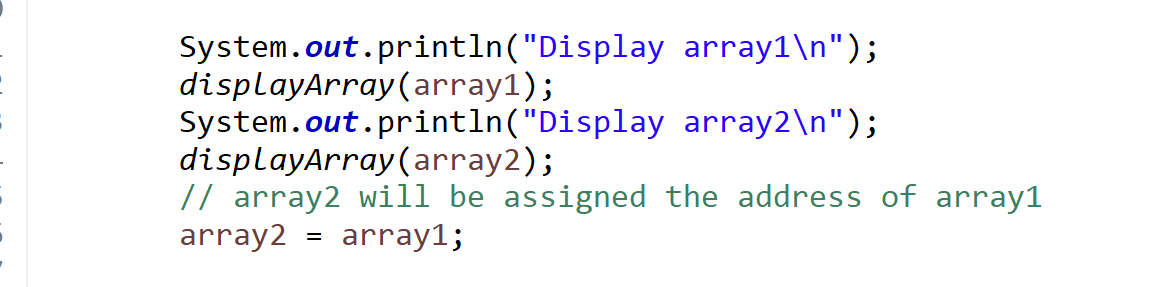 System.out.println("Display array1\n");
displayArray(array1);
System.out.println("Display array2\n");
displayArray(array2);
// array2 will be assigned the address of array1
array2 = array1;